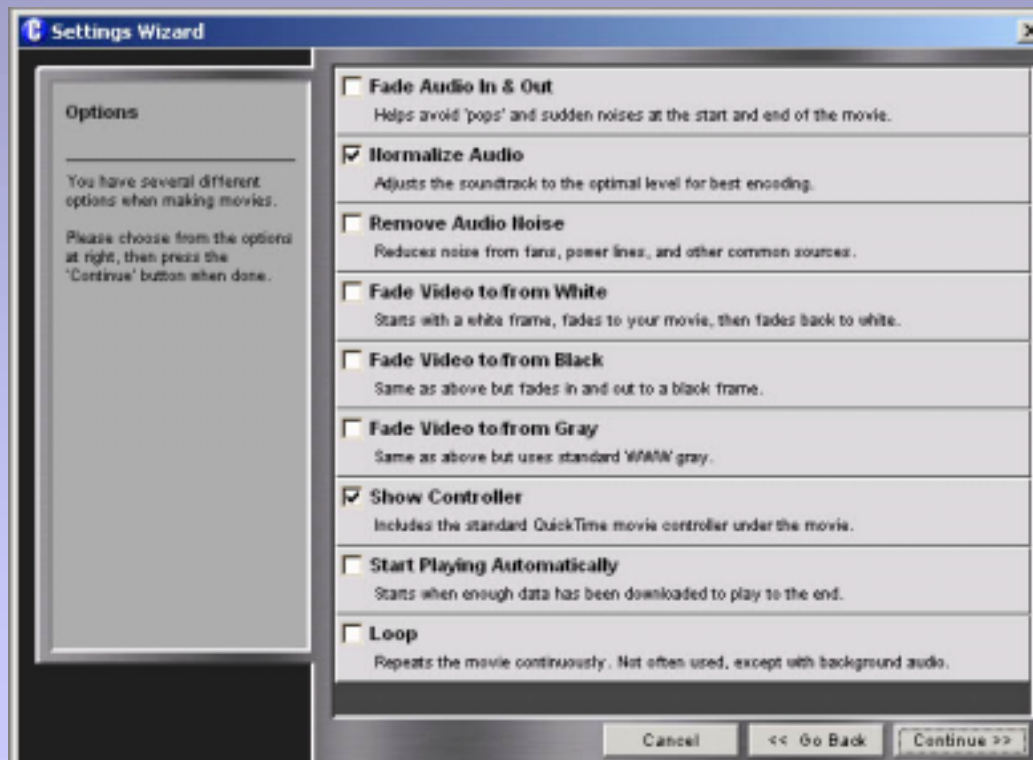 Settings Wizard
Options
You have several different
options when making movies.
Please choose from the options
at right, then press the
'Continue' button when done.
Fade Audio In & Out
Helps avoid 'pops' and sudden noises at the start and end of the movie.
Normalize Audio
Adjusts the soundtrack to the optimal level for best encoding.
Remove Audio Noise
Reduces noise from fans, power lines, and other common sources.
Fade Video to/from White
Starts with a white frame, fades to your movie, then fades back to white.
Fade Video to/from Black
Same as above but fades in and out to a black frame.
Fade Video to/from Gray
Same as above but uses standard WWW gray.
Show Controller
Includes the standard QuickTime movie controller under the movie.
Start Playing Automatically
Starts when enough data has been downloaded to play to the end.
Loop
Repeats the movie continuously. Not often used, except with background audio.
Cancel
<< Go Back
Continue >>